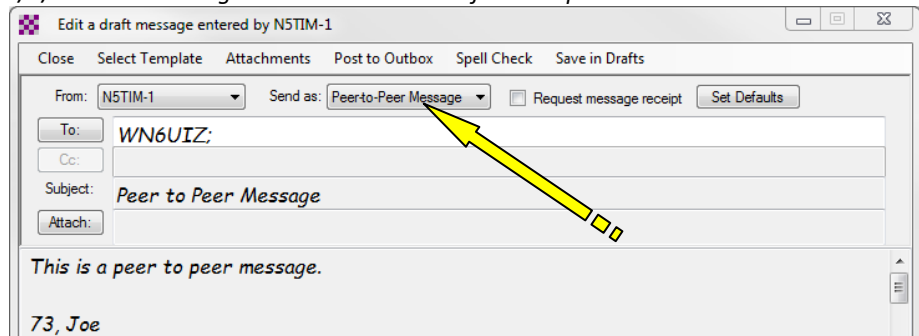 Edit a draft message entered by N5TIM-1
Close Select Template Attachments Post to Outbox Spell Check Save in Drafts
From: N5TIM-1 Send as: Peer-to-Peer Message Request message receipt Set Defaults
To: WN6UIZ;
Cc:
Subject: Peer to Peer Message
Attach:
This is a peer to peer message.
73, Joe